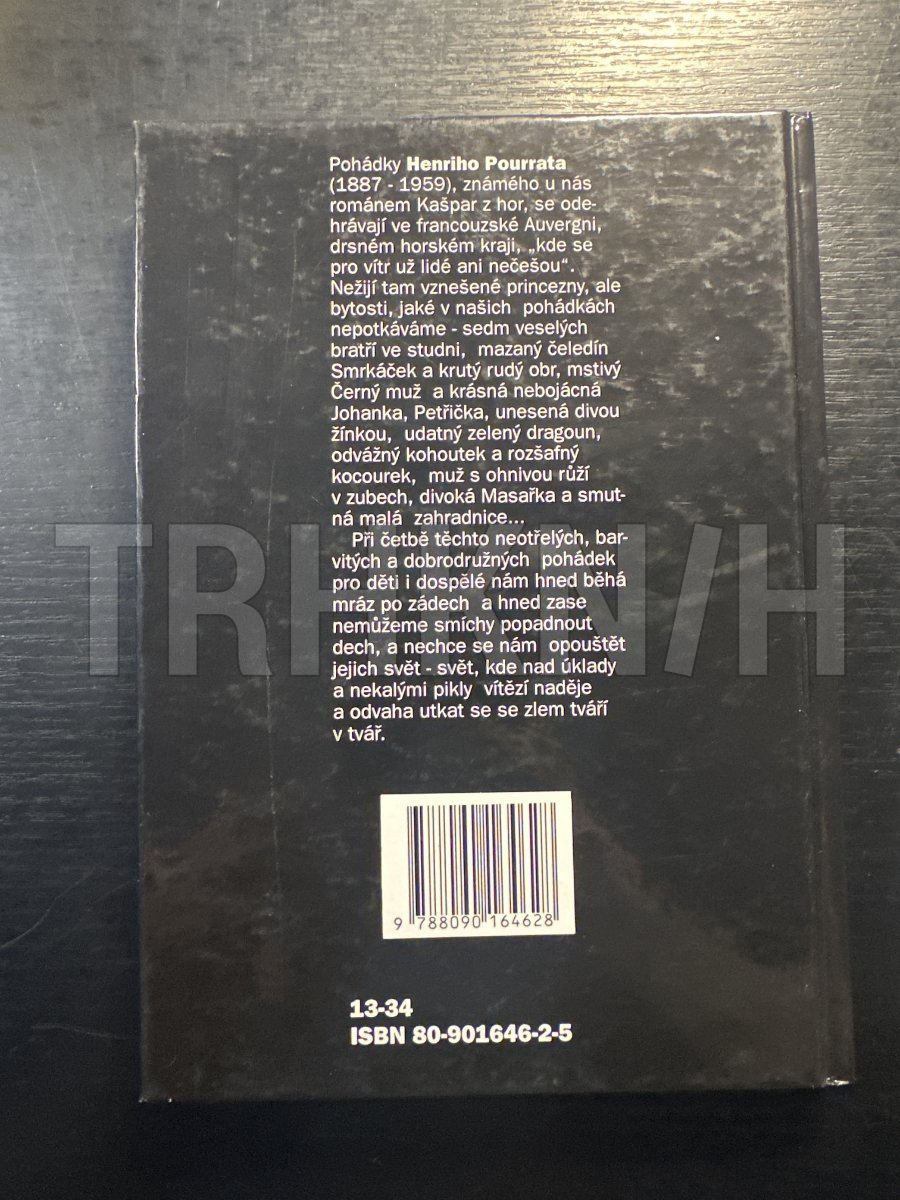 Pohádky Henriho Pourrata
(1887 - 1959), známého u nás
románem Kašpar z hor, se ode-
hrávají ve francouzské Auvergni,
drsném horském kraji, „kde se
pro vítr už lidé ani nečešou“.
Nežijí tam vznešené princezny, ale
bytosti, jaké v našich pohádkách
nepotkáváme - sedm veselých
bratří ve studni, mazaný čeledín
Smrkáček a krutý rudý obr, mstivý
Černý muž a krásná nebojácná
Johanka, Petřička, unesená divou
žínkou, udatný zelený dragoun,
odvážný kohoutek a rozšafný
kocourek, muž s ohnivou růží
v zubech, divoká Masařka a smut-
ná malá zahradnice...
Při četbě těchto neotřelých, bar-
vitých a dobrodružných pohádek
pro děti i dospělé nám hned běhá
mráz po zádech a hned zase
nemůžeme smíchy popadnout
dech, a nechce se nám opouštět
jejich svět - svět, kde nad úklady
a nekalými pikly vítězí naděje
a odvaha utkat se se zlem tváří
v tvář.
TRHKN/H
9 788090 164628
13-34
ISBN 80-901646-2-5